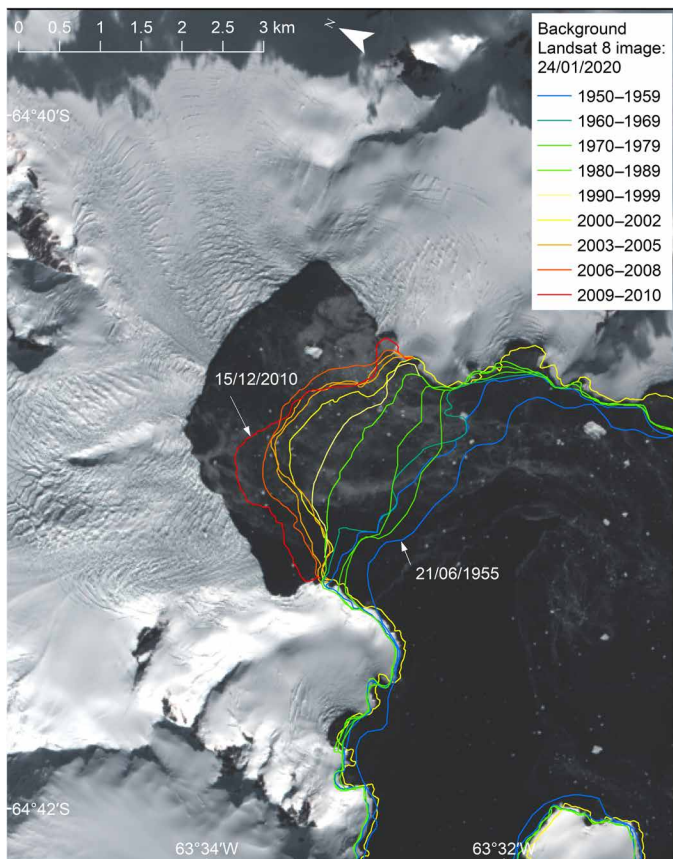 0 0.5 1 1.5 2 3 km
N
Background
Landsat 8 image:
24/01/2020
1950–1959
1960–1969
1970–1979
1980–1989
1990–1999
2000–2002
2003–2005
2006–2008
2009–2010
64°40'S
15/12/2010
21/06/1955
64°42'S
63°34'W
63°32'W